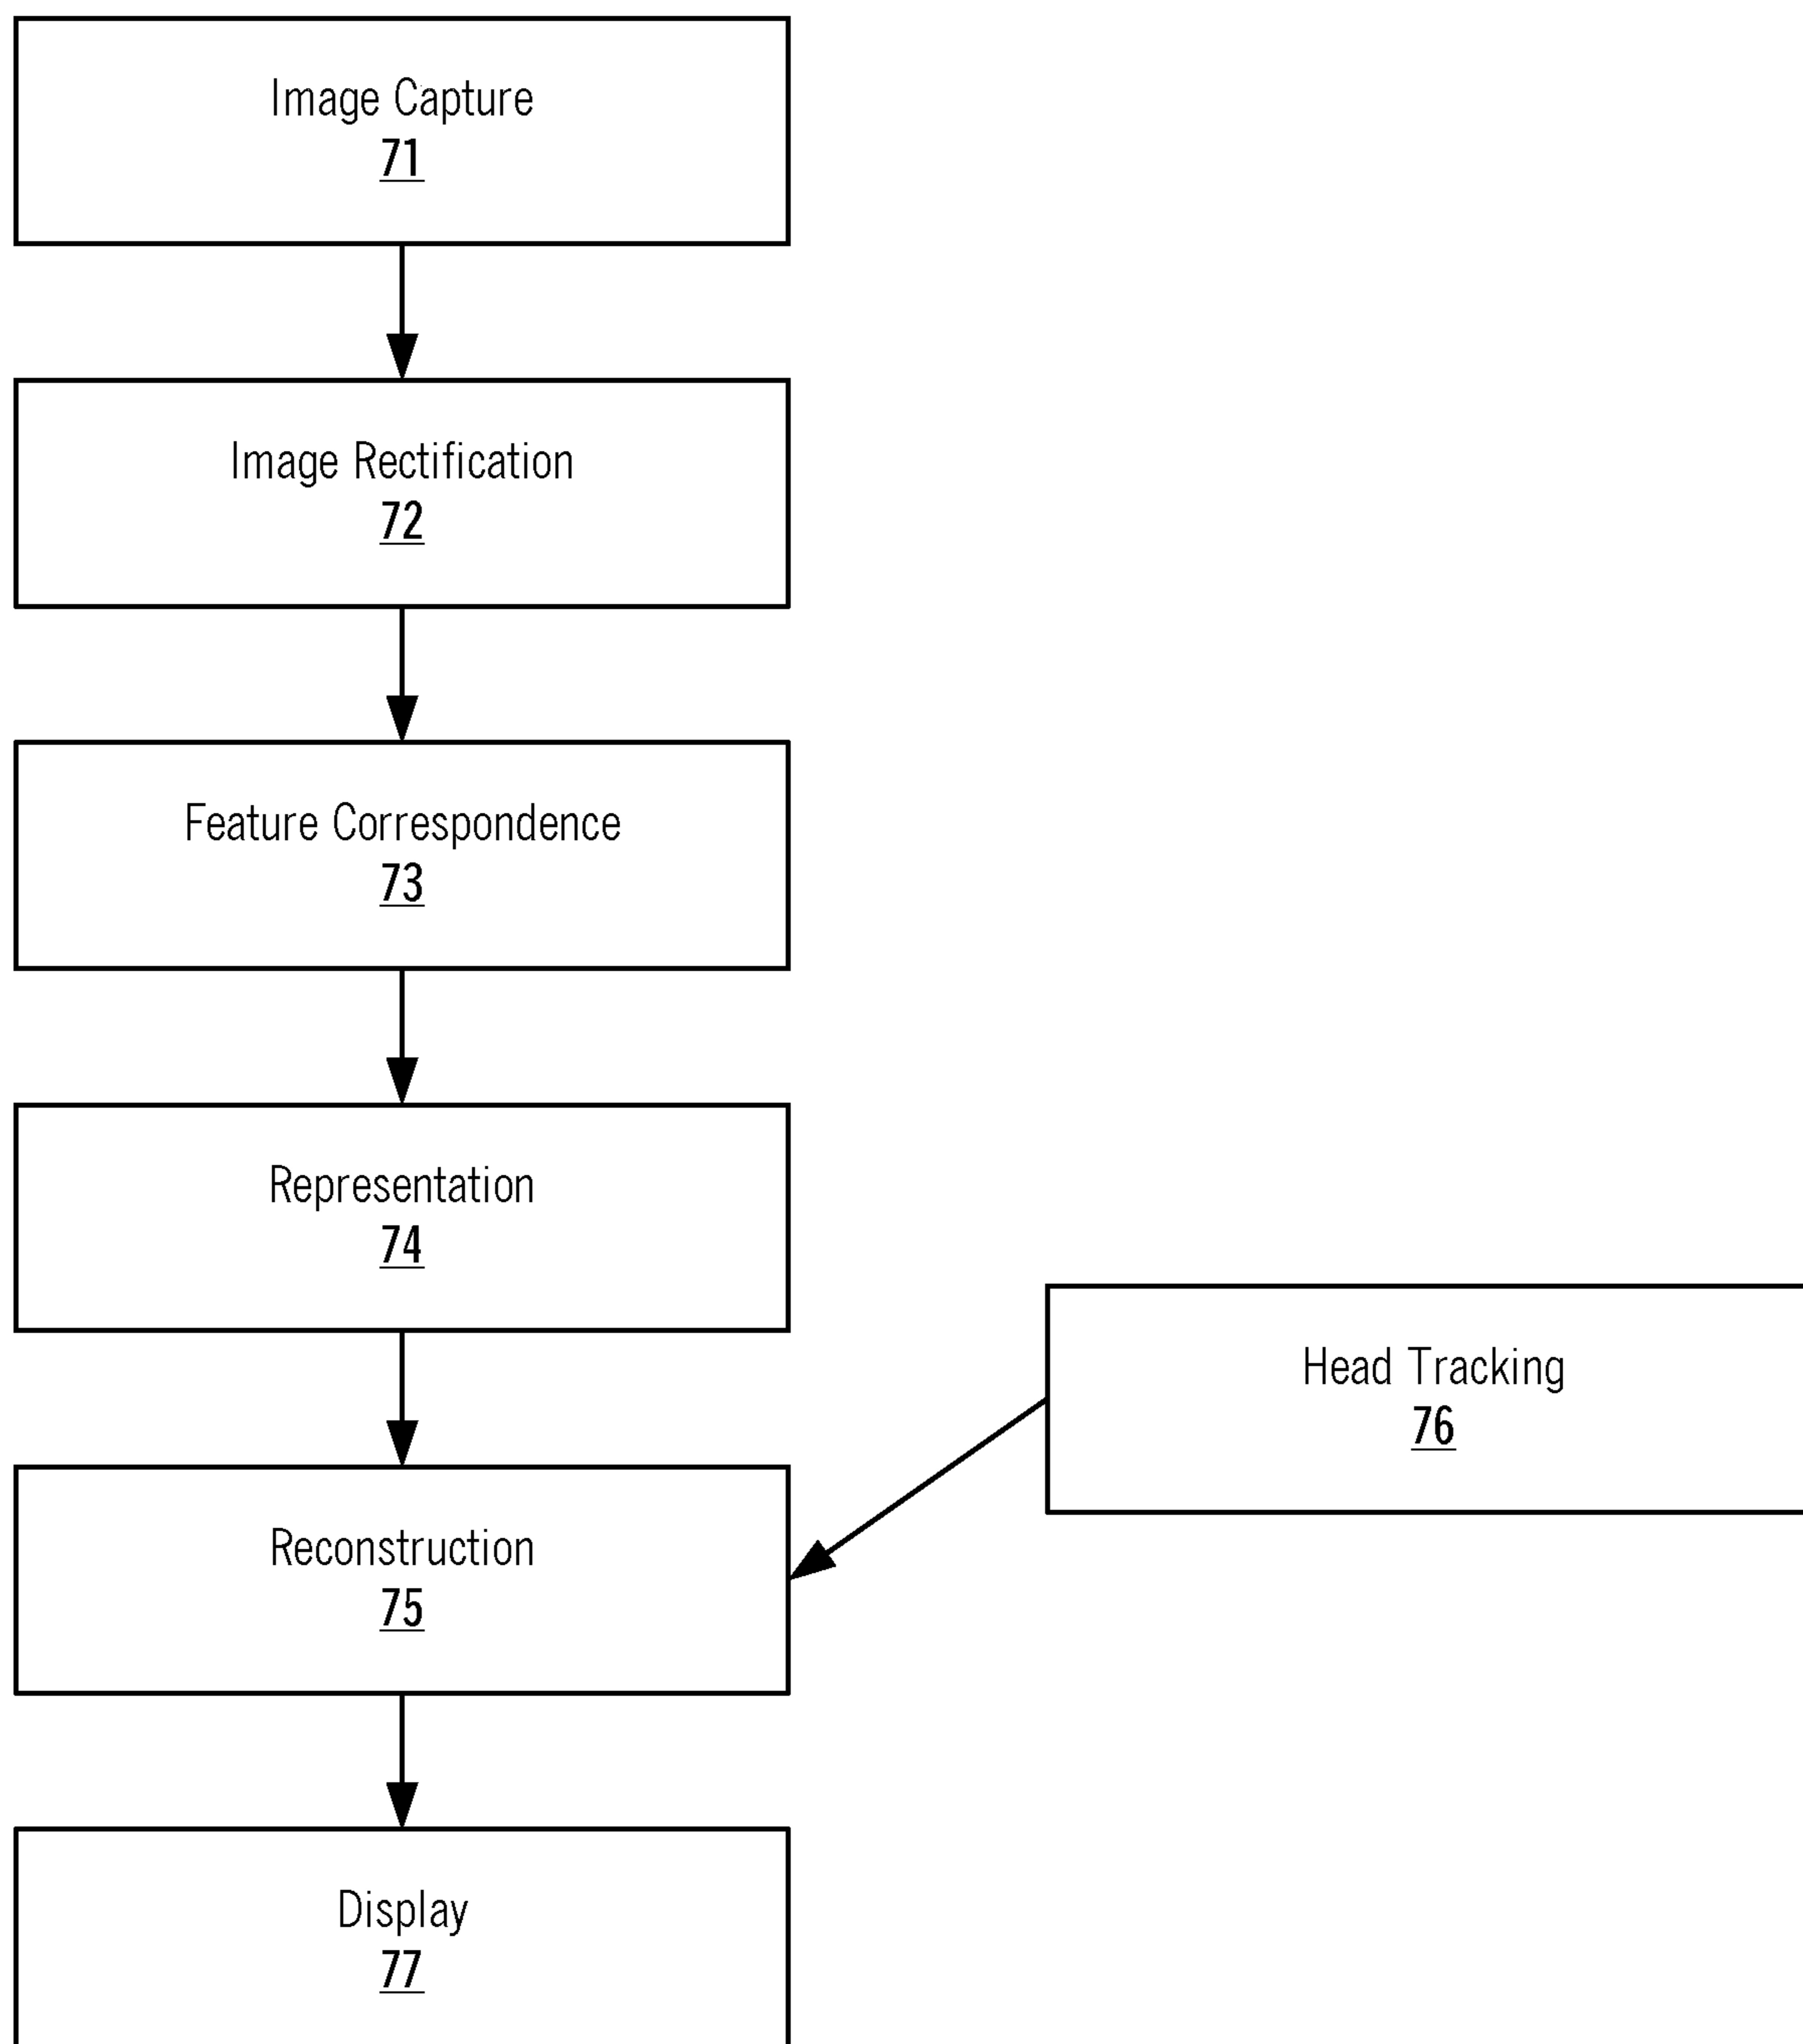 Image Capture
71
Image Rectification
72
Feature Correspondence
73
Representation
74
Head Tracking
76
Reconstruction
75
Display
77